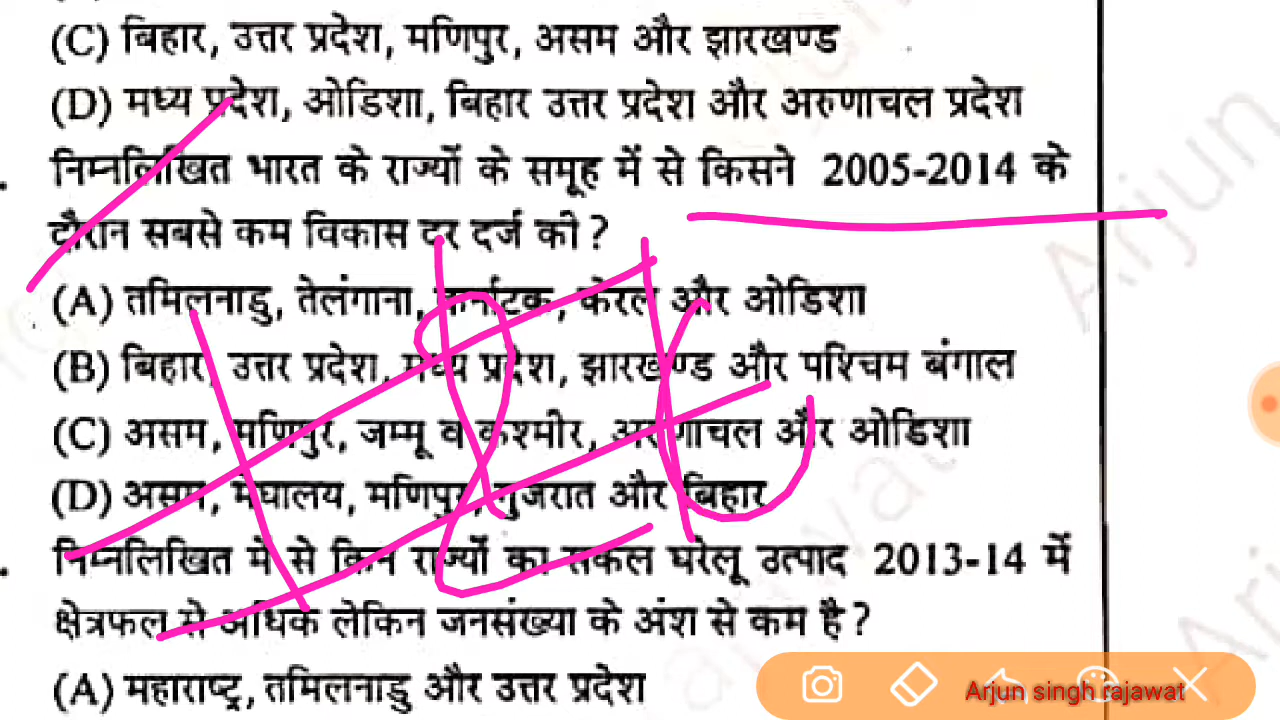 (C) बिहार, उत्तर प्रदेश, मणिपुर, असम और झारखण्ड
(D) मध्य प्रदेश, ओडिशा, बिहार उत्तर प्रदेश और अरुणाचल प्रदेश
निम्नलिखित भारत के राज्यों के समूह में से किसने 2005-2014 के
दौरान सबसे कम विकास दर दर्ज की?
(A) तमिलनाडु, तेलंगाना, कर्नाटक, केरल और ओडिशा
(B) बिहार, उत्तर प्रदेश, मध्य प्रदेश, झारखण्ड और पश्चिम बंगाल
(C) असम, मणिपुर, जम्मू व कश्मीर, अरुणाचल और ओडिशा
(D) असम, मेघालय, मणिपुर, गुजरात और बिहार
निम्नलिखित में से किन राज्यों का सकल घरेलू उत्पाद 2013-14 में
क्षेत्रफल से अधिक लेकिन जनसंख्या के अंश से कम है?
(A) महाराष्ट्र, तमिलनाडु और उत्तर प्रदेश
Arjun singh rajawat
Arjun